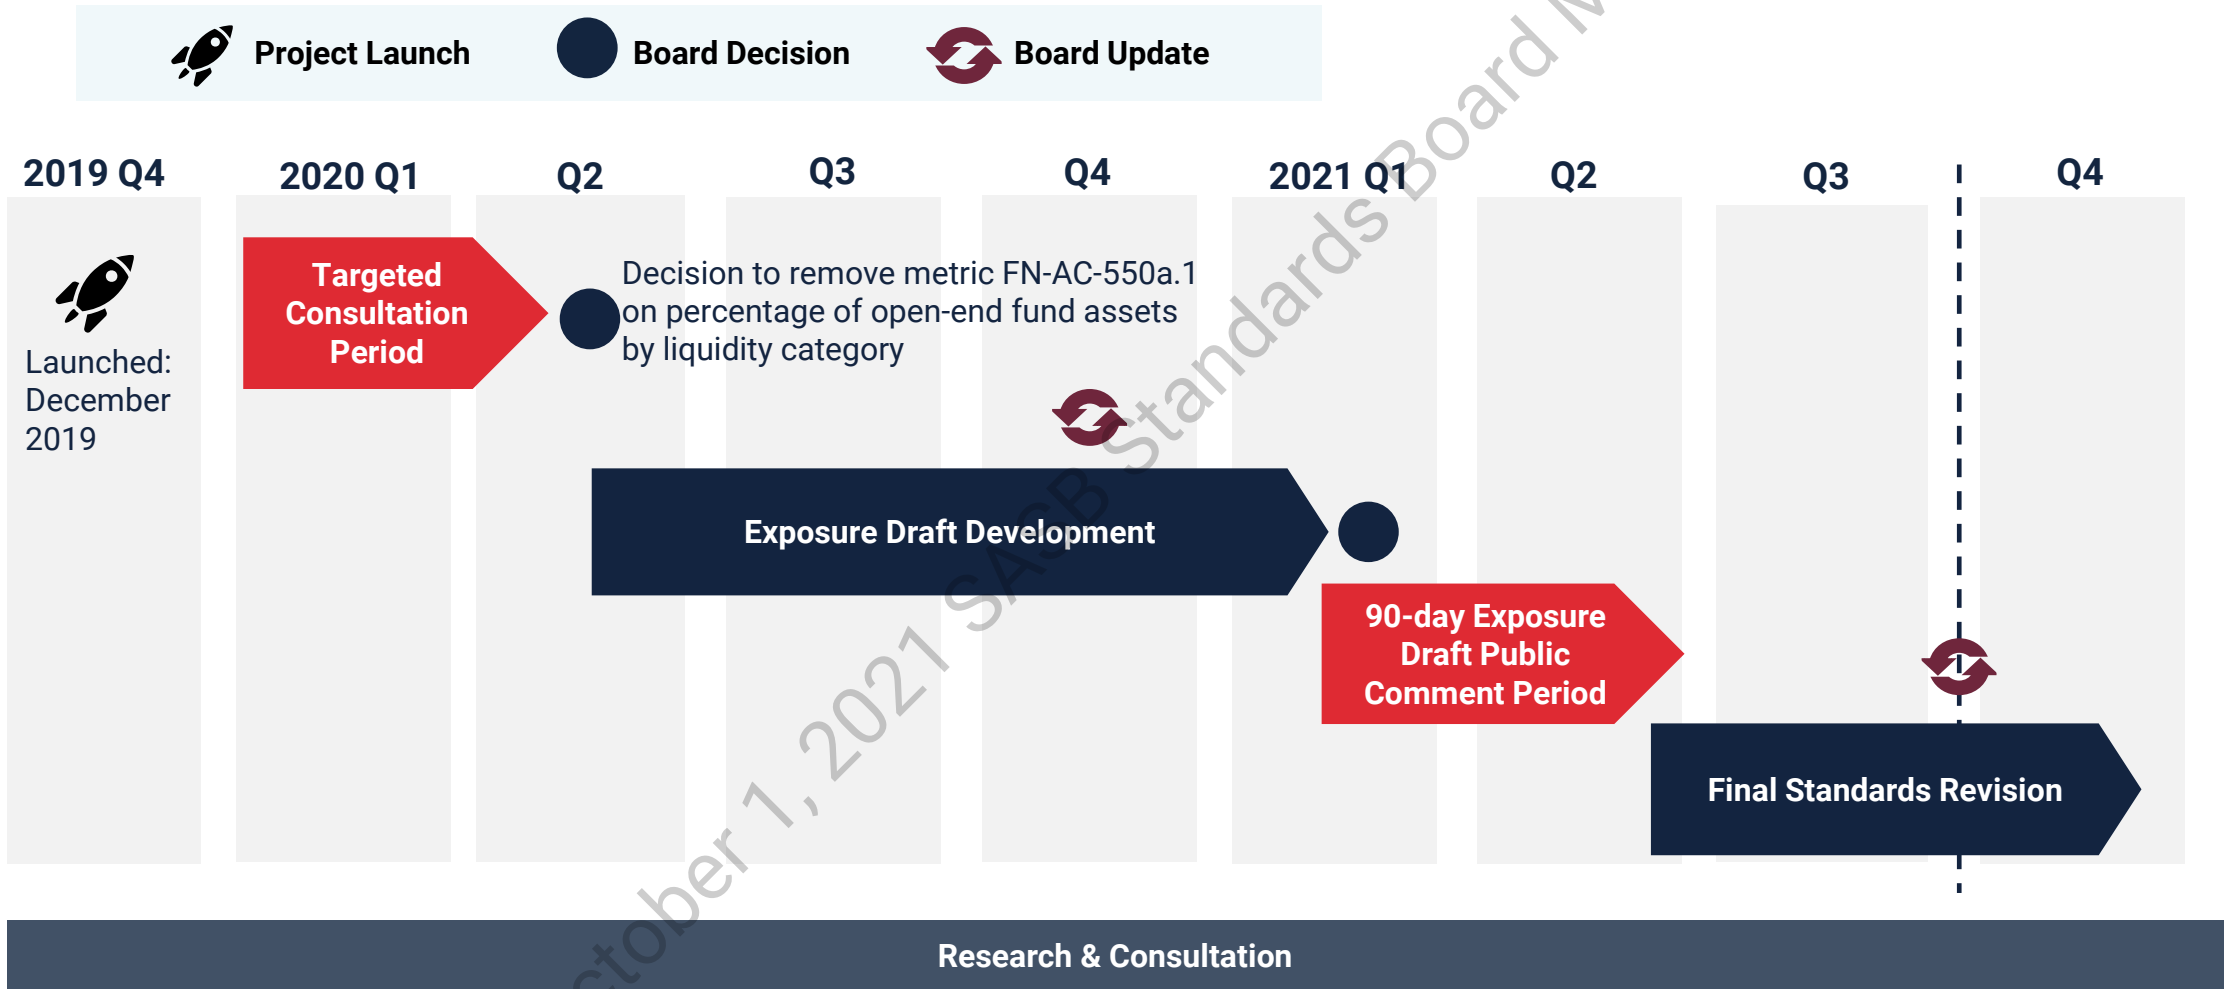 Project Launch
Board Decision
Board Update
2019 Q4
2020 Q1
Q2
Q3
Q4
2021 Q1
Q2
Q3
Q4
Launched:
December
2019
Targeted
Consultation
Period
Decision to remove metric FN-AC-550a.1
on percentage of open-end fund assets
by liquidity category
Exposure Draft Development
90-day Exposure
Draft Public
Comment Period
Final Standards Revision
Research & Consultation
1, 2021 SASB Standards Board